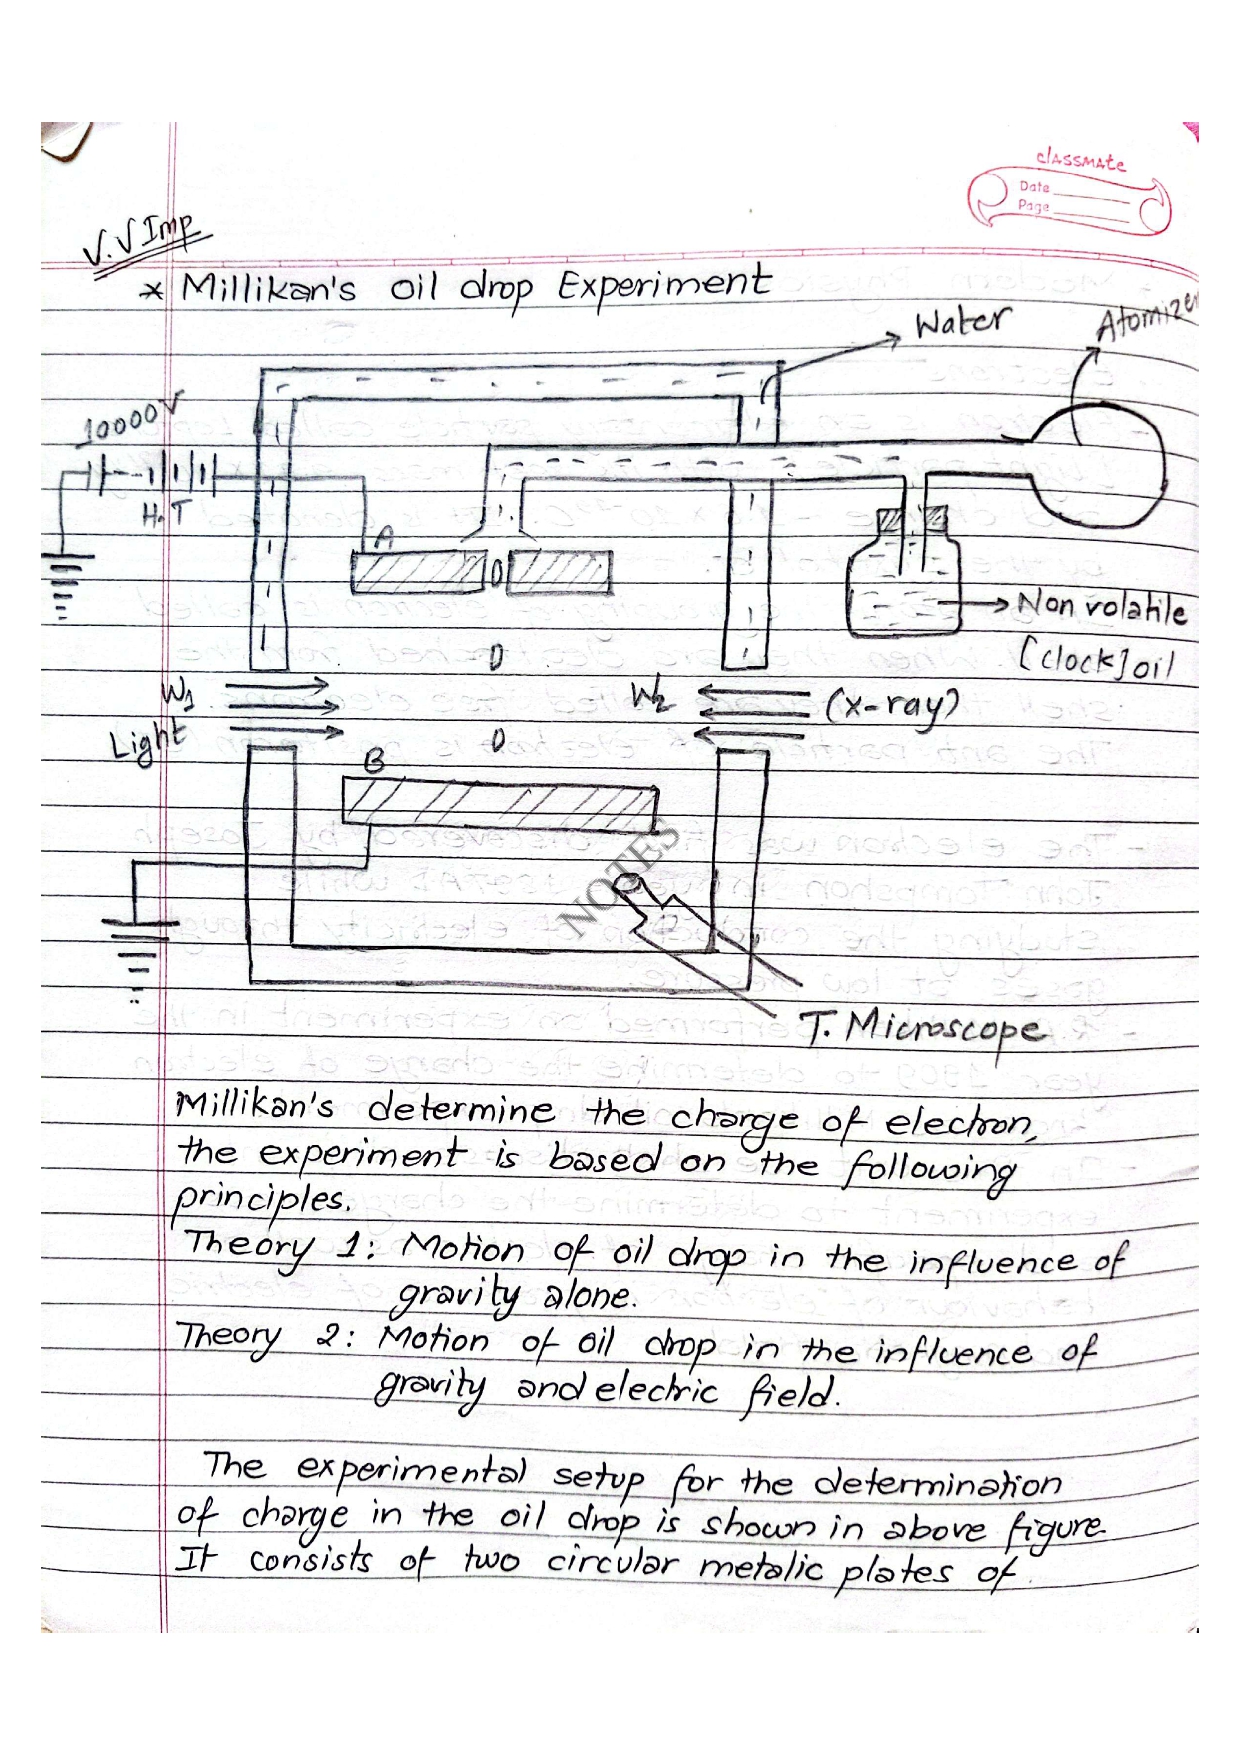 classmate
Date
Page
V.V Imp
* Millikan's oil drop Experiment
Water
Atomizer
10000V
H.T
A
Non volatile
[clock] oil
W1
W2
(x-ray)
Light
B
NOTES
T. Microscope
Millikan's determine the charge of electron,
the experiment is based on the following
principles.
Theory 1: Motion of oil drop in the influence of
gravity alone.
Theory 2: Motion of oil drop in the influence of
gravity and electric field.
The experimental setup for the determination
of charge in the oil drop is shown in above figure.
It consists of two circular metalic plates of